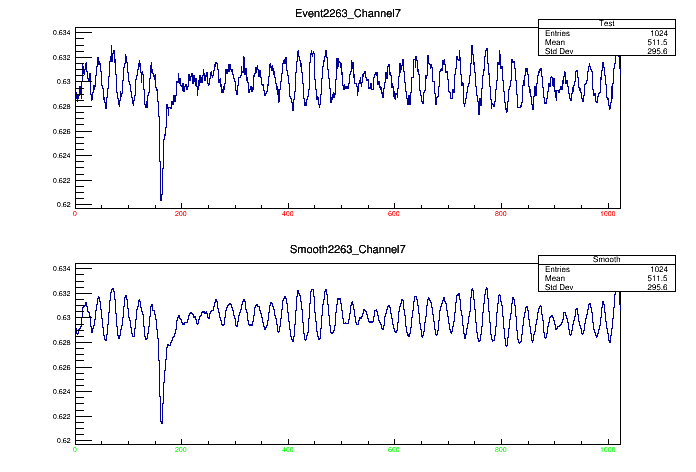 Event2263_Channel7
Test
Entries 1024
Mean 511.5
Std Dev 295.6
0.634
0.632
0.63
0.628
0.626
0.624
0.622
0.62
0 200 400 600 800 1000
Smooth2263_Channel7
Smooth
Entries 1024
Mean 511.5
Std Dev 295.6
0.634
0.632
0.63
0.628
0.626
0.624
0.622
0.62
0 200 400 600 800 1000